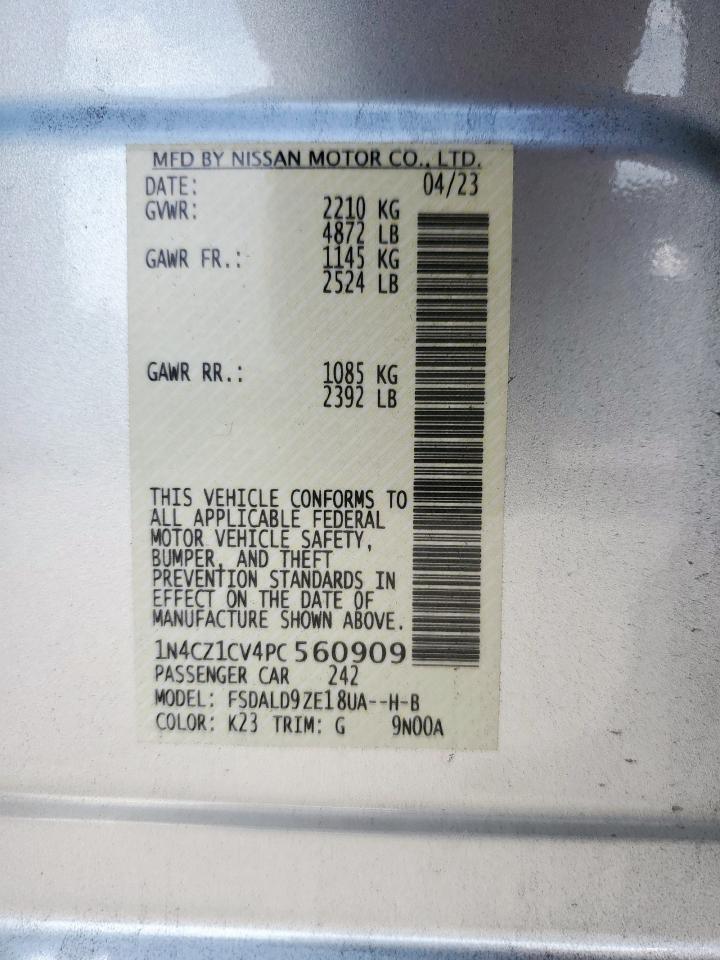 MFD BY NISSAN MOTOR CO., LTD.
DATE: 04/23
GVWR: 2210 KG
4872 LB
GAWR FR.: 1145 KG
2524 LB
GAWR RR.: 1085 KG
2392 LB
THIS VEHICLE CONFORMS TO
ALL APPLICABLE FEDERAL
MOTOR VEHICLE SAFETY,
BUMPER, AND THEFT
PREVENTION STANDARDS IN
EFFECT ON THE DATE OF
MANUFACTURE SHOWN ABOVE.
1N4CZ1CV4PC560909
PASSENGER CAR 242
MODEL: FSDALD9ZE18UA--H-B
COLOR: K23 TRIM: G 9N00A